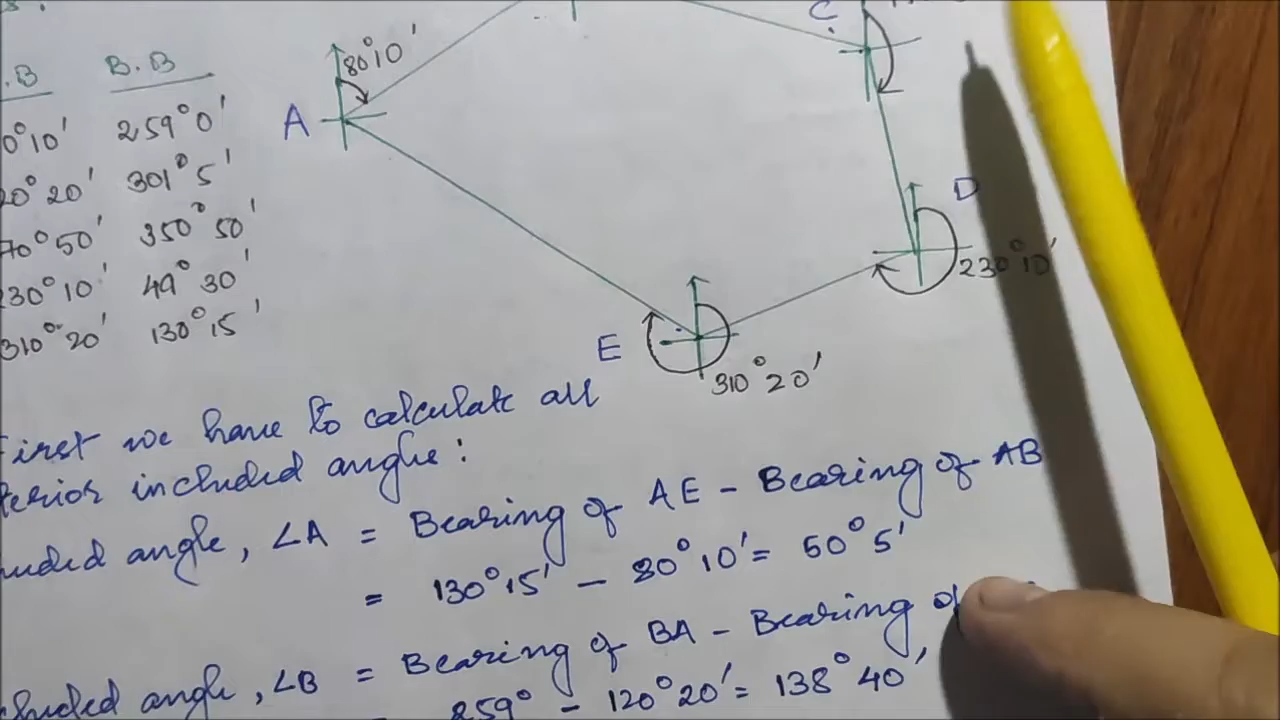 .B B.B
0°10' 259°0'
20°20' 301°5'
70°50' 350°50'
230°10' 49°30'
310°20' 130°15'
80°10'
A
C
D
230°10'
E
310°20'
First we have to calculate all
terior included angle:
uded angle, ∠A = Bearing of AE - Bearing of AB
= 130°15' - 80°10' = 50°5'
cluded angle, ∠B = Bearing of BA - Bearing of
259° - 120°20' = 138°40'